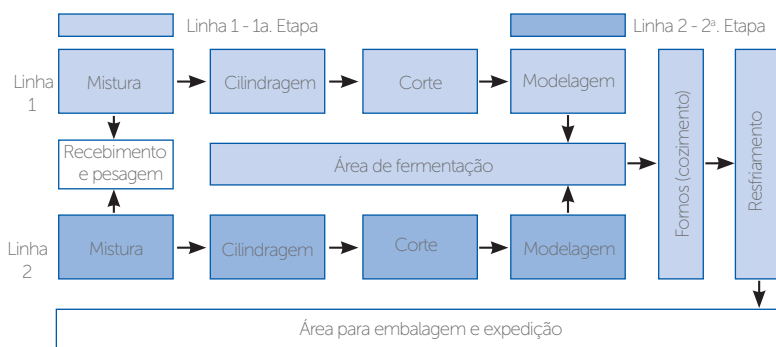 Linha 1 - 1a. Etapa
Linha 2 - 2ª. Etapa
Linha
1
Mistura
Cilindragem
Corte
Modelagem
Recebimento
e pesagem
Área de fermentação
Fornos (cozimento)
Resfriamento
Linha
2
Mistura
Cilindragem
Corte
Modelagem
Área para embalagem e expedição